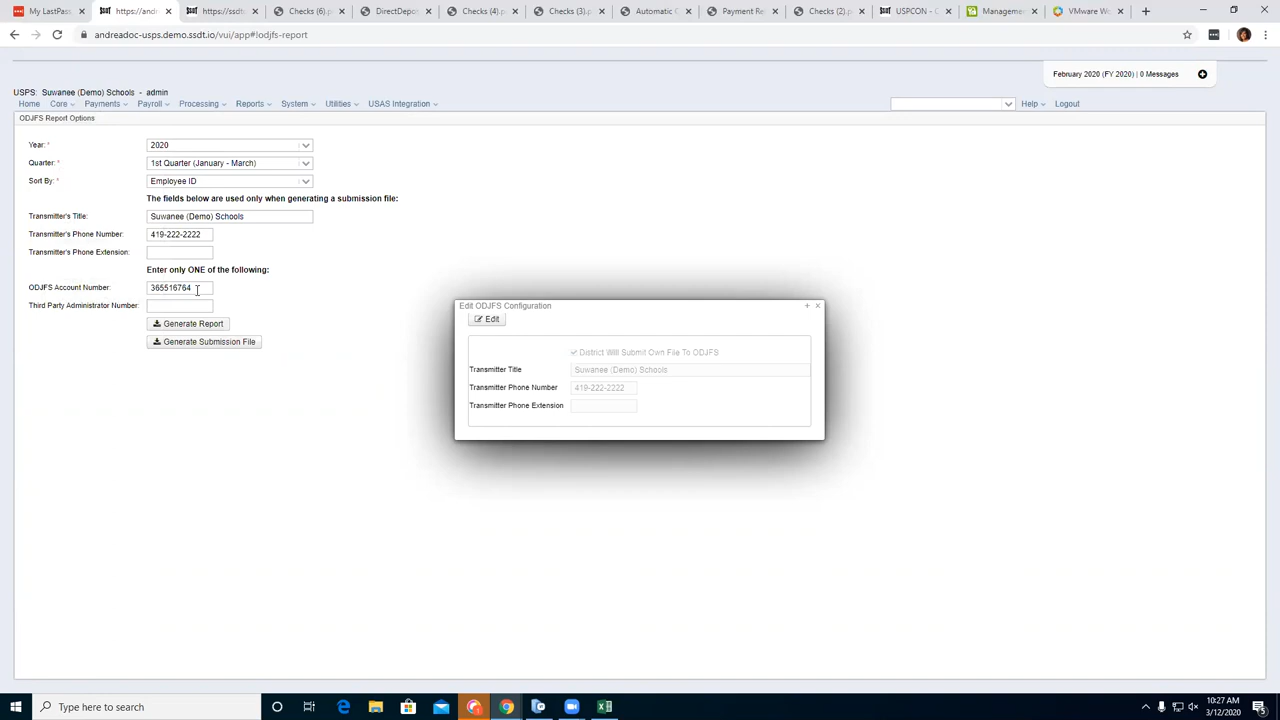 My LastPass
https://andre
https://ssdt
Checks (6).p
DirectDepos
Checks (4).p
Checks (3).p
Automatic C
Payment Re
Checks (2).p
USPCON - C
Management
VMware Wo
andreadoc-usps.demo.ssdt.io/vui/app#!odjfs-report
February 2020 (FY 2020) | 0 Messages
USPS: Suwanee (Demo) Schools - admin
Home Core Payments Payroll Processing Reports System Utilities USAS Integration Help Logout
ODJFS Report Options
Year: * 2020
Quarter: * 1st Quarter (January - March)
Sort By: * Employee ID
The fields below are used only when generating a submission file:
Transmitter's Title: Suwanee (Demo) Schools
Transmitter's Phone Number: 419-222-2222
Transmitter's Phone Extension:
Enter only ONE of the following:
ODJFS Account Number: 365516764
Third Party Administrator Number:
Generate Report
Generate Submission File
Edit ODJFS Configuration
Edit
District Will Submit Own File To ODJFS
Transmitter Title Suwanee (Demo) Schools
Transmitter Phone Number 419-222-2222
Transmitter Phone Extension
Type here to search
10:27 AM
3/12/2020